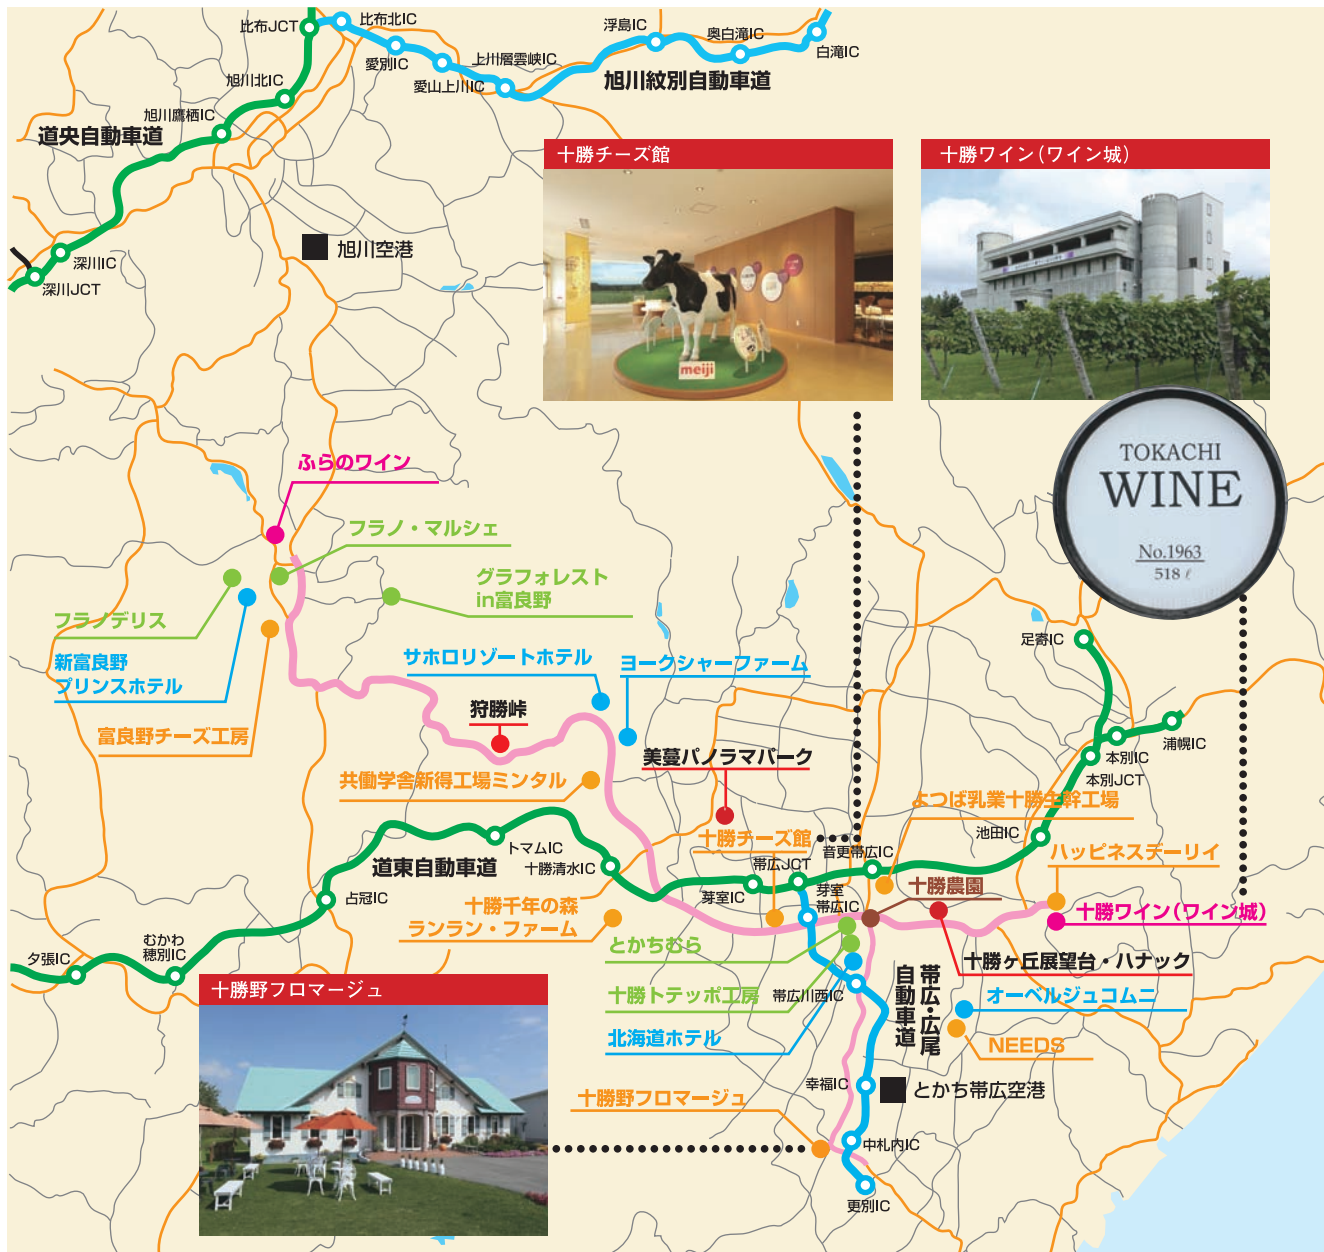 比布JCT
比布北IC
愛別IC
愛山上川IC
上川層雲峡IC
浮島IC
奥白滝IC
白滝IC
旭川紋別自動車道
旭川北IC
旭川鷹栖IC
道央自動車道
深川IC
深川JCT
旭川空港
十勝チーズ館
meiji
十勝ワイン(ワイン城)
TOKACHI
WINE
No.1963
518 ℓ
ふらのワイン
フラノ・マルシェ
グラフォレスト
in富良野
フラノデリス
新富良野
プリンスホテル
富良野チーズ工房
サホロリゾートホテル
ヨークシャーファーム
狩勝峠
美蔓パノラマパーク
共働学舎新得工場ミンタル
足寄IC
浦幌IC
本別IC
本別JCT
よつば乳業十勝主幹工場
池田IC
十勝チーズ館
音更帯広IC
ハッピネスデーリィ
トマムIC
道東自動車道
十勝清水IC
帯広JCT
芽室IC
芽室
帯広IC
十勝農園
占冠IC
十勝千年の森
ランラン・ファーム
十勝ワイン(ワイン城)
むかわ
穂別IC
夕張IC
とかちむら
十勝ヶ丘展望台・ハナック
十勝トテッポ工房
帯広川西IC
帯広・広尾
自動車道
オーベルジュコムニ
北海道ホテル
NEEDS
十勝野フロマージュ
幸福IC
とかち帯広空港
十勝野フロマージュ
中札内IC
更別IC